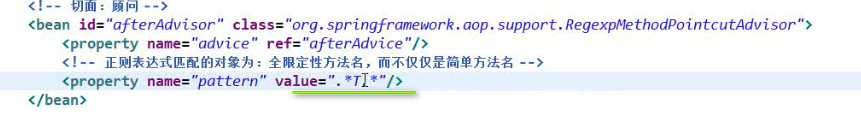 <!-- 切面：顾问 -->
<bean id="afterAdvisor" class="org.springframework.aop.support.RegexpMethodPointcutAdvisor">
<property name="advice" ref="afterAdvice"/>
<!-- 正则表达式匹配的对象为：全限定性方法名，而不仅仅是简单方法名 -->
<property name="pattern" value=".*T.*"/>
</bean>